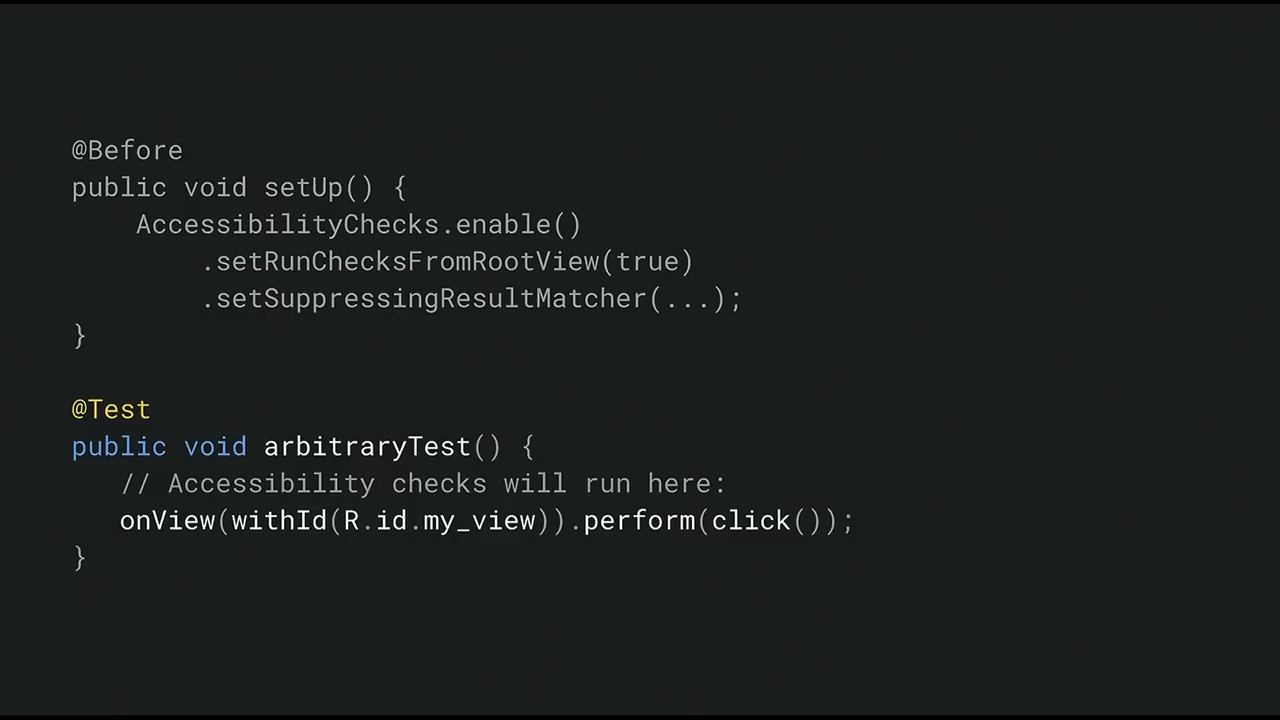 @Before
public void setUp() {
    AccessibilityChecks.enable()
        .setRunChecksFromRootView(true)
        .setSuppressingResultMatcher(...);
}

@Test
public void arbitraryTest() {
   // Accessibility checks will run here:
   onView(withId(R.id.my_view)).perform(click());
}